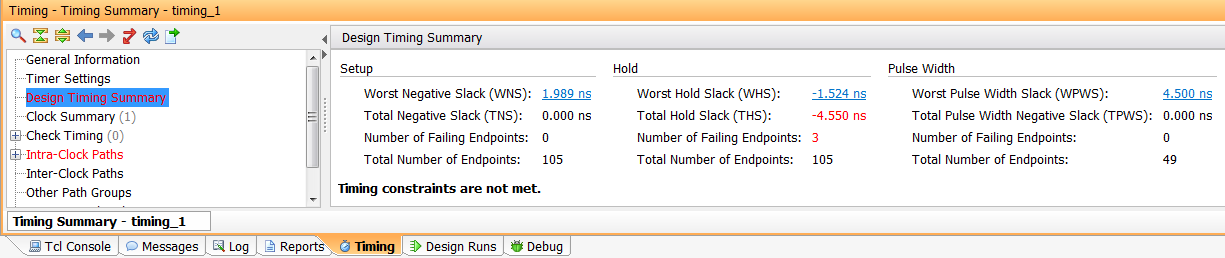 Timing - Timing Summary - timing_1
General Information
Timer Settings
Design Timing Summary
Clock Summary (1)
Check Timing (0)
Intra-Clock Paths
Inter-Clock Paths
Other Path Groups
Design Timing Summary
Setup Hold Pulse Width
Worst Negative Slack (WNS): 1.989 ns Worst Hold Slack (WHS): -1.524 ns Worst Pulse Width Slack (WPWS): 4.500 ns
Total Negative Slack (TNS): 0.000 ns Total Hold Slack (THS): -4.550 ns Total Pulse Width Negative Slack (TPWS): 0.000 ns
Number of Failing Endpoints: 0 Number of Failing Endpoints: 3 Number of Failing Endpoints: 0
Total Number of Endpoints: 105 Total Number of Endpoints: 105 Total Number of Endpoints: 49
Timing constraints are not met.
Timing Summary - timing_1
Tcl Console Messages Log Reports Timing Design Runs Debug